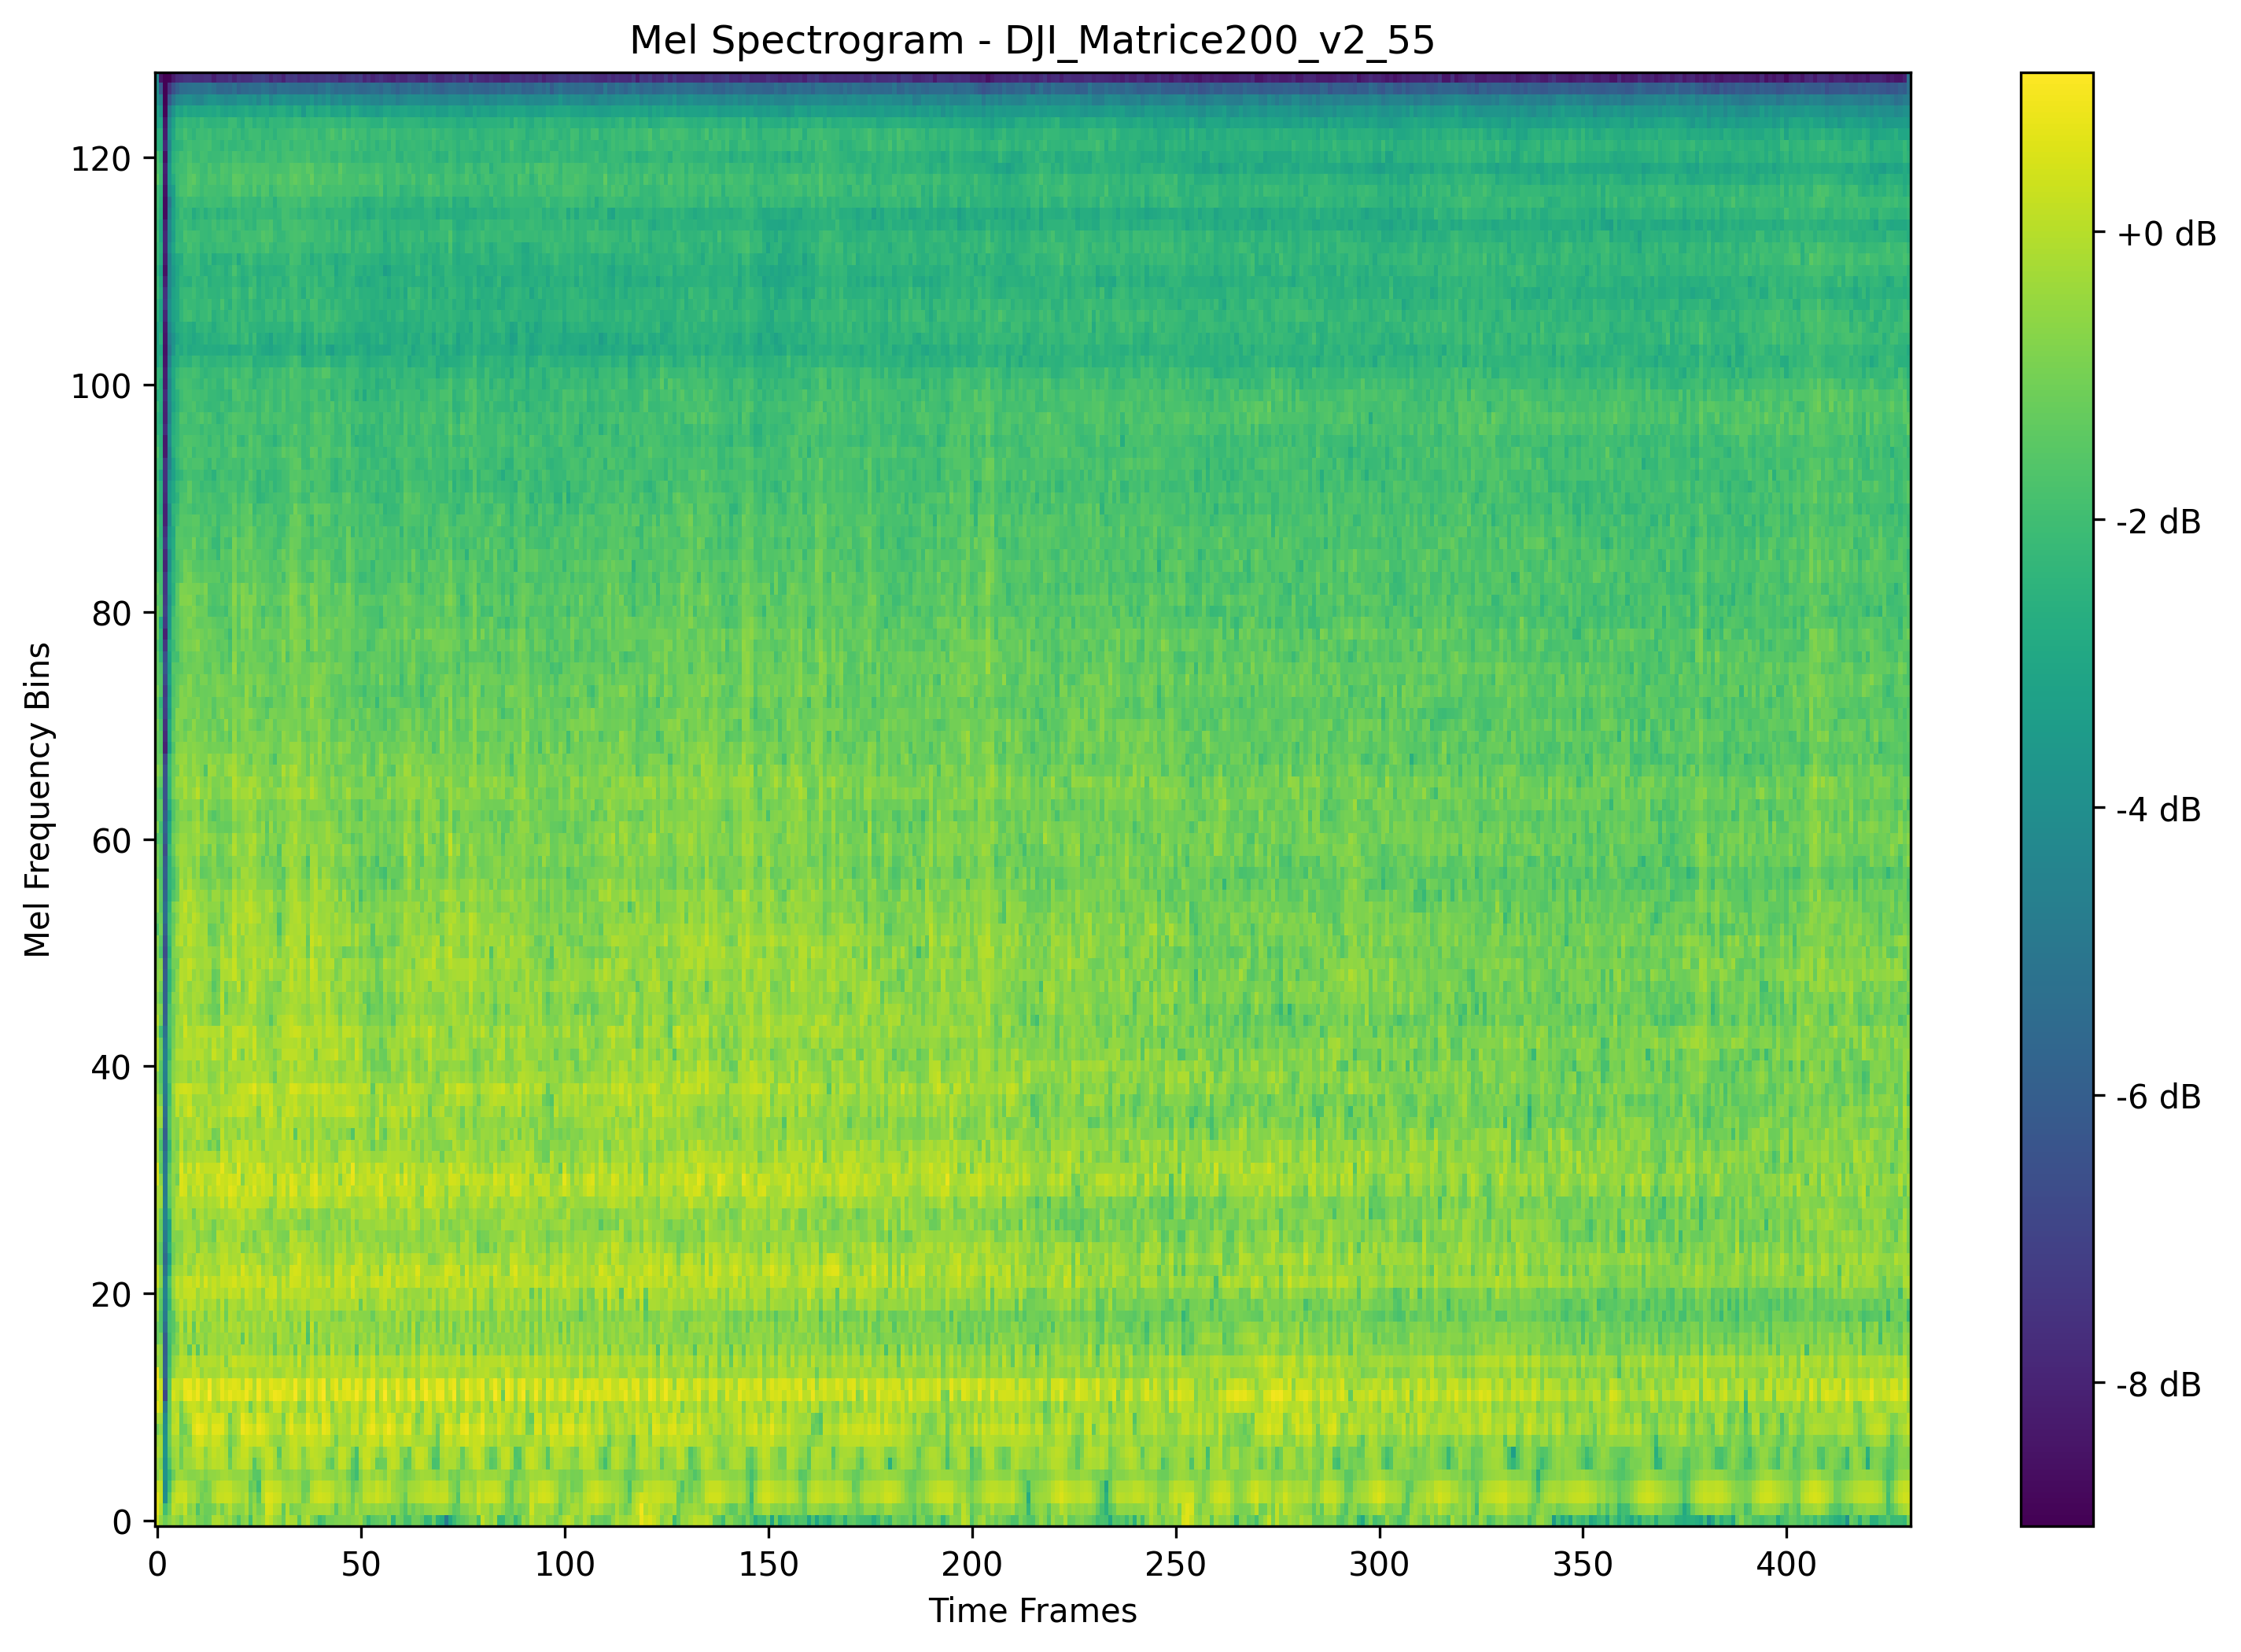 Mel Spectrogram - DJI_Matrice200_v2_55
Mel Frequency Bins
120
100
80
60
40
20
0
0 50 100 150 200 250 300 350 400
Time Frames
+0 dB
-2 dB
-4 dB
-6 dB
-8 dB